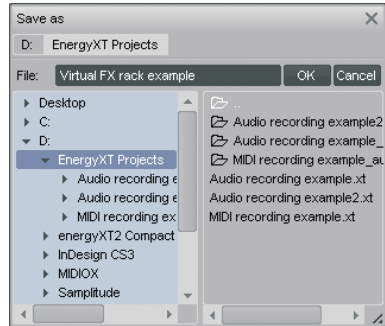 Save as
D: EnergyXT Projects
File: Virtual FX rack example OK Cancel
Desktop
C:
D:
EnergyXT Projects
Audio recording e
Audio recording e
MIDI recording ex
energyXT2 Compact
InDesign CS3
MIDIOX
Samplitude
..
Audio recording example2
Audio recording example_
MIDI recording example_au
Audio recording example.xt
Audio recording example2.xt
MIDI recording example.xt